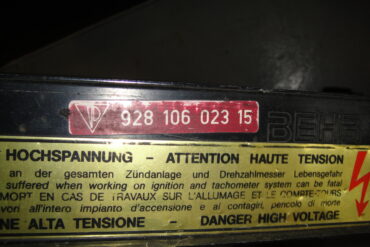 928 106 023 15
BEHR
HOCHSPANNUNG - ATTENTION HAUTE TENSION
an der gesamten Zündanlage und Drehzahlmesser Lebensgefahr
suffered when working on ignition and tachometer system can be fatal
MORT EN CAS DE TRAVAUX SUR L'ALLUMAGE ET LE COMPTE-TOURS
vori all'intero impianto d'accensione e al contagiri, pericolo di morte
NE ALTA TENSIONE - DANGER HIGH VOLTAGE